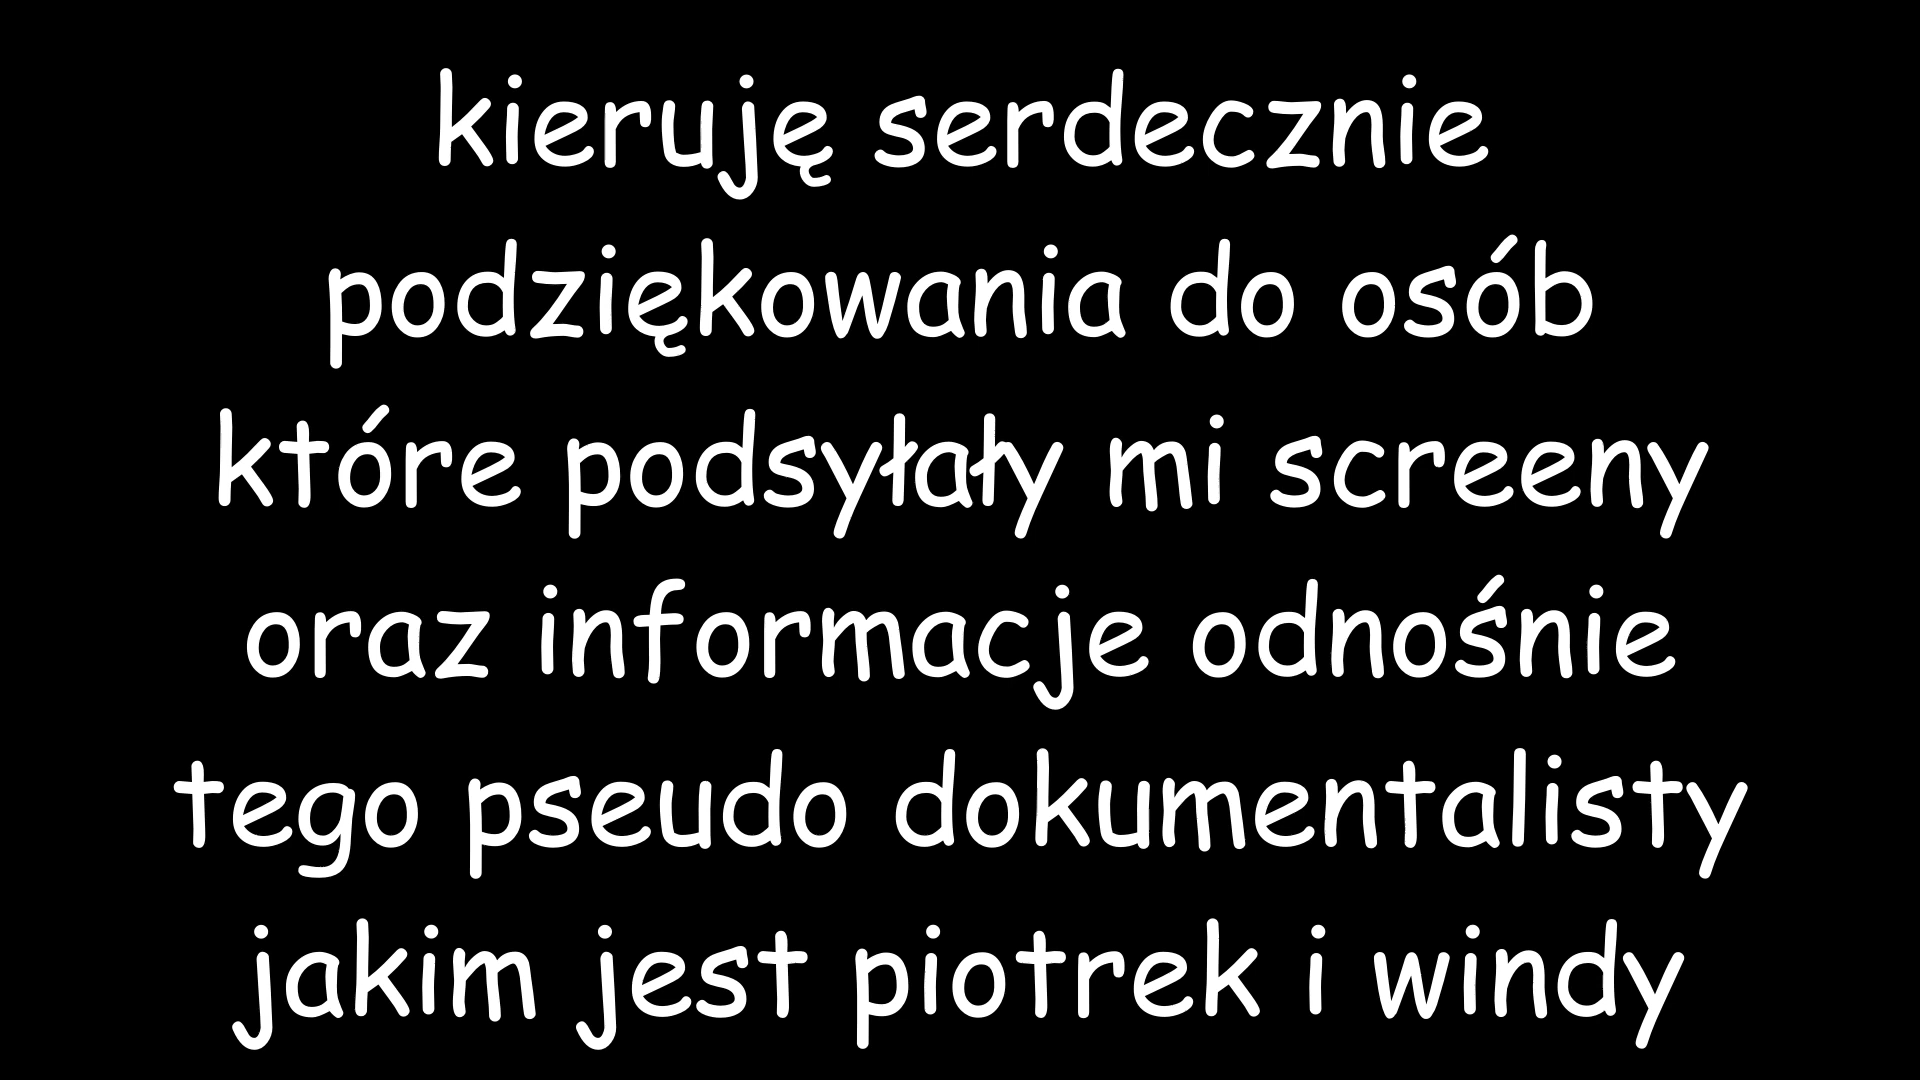 kieruję serdecznie
podziękowania do osób
które podsyłały mi screeny
oraz informacje odnośnie
tego pseudo dokumentalisty
jakim jest piotrek i windy